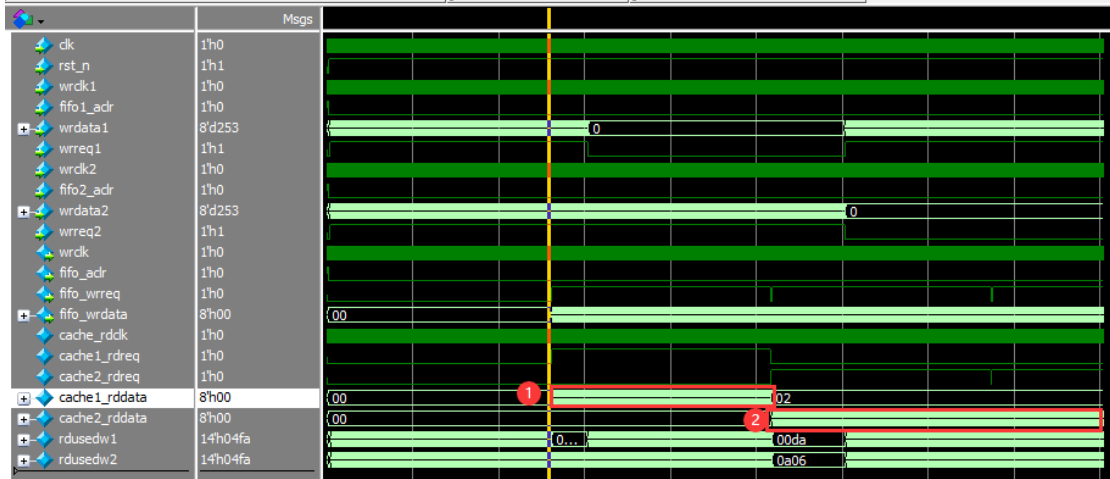 Msgs
clk 1'h0
rst_n 1'h1
wrclk1 1'h0
fifo1_aclr 1'h0
wrdata1 8'd253 0
wrreq1 1'h1
wrclk2 1'h0
fifo2_aclr 1'h0
wrdata2 8'd253 0
wrreq2 1'h1
wrclk 1'h0
fifo_aclr 1'h0
fifo_wrreq 1'h0
fifo_wrdata 8'h00 00
cache_rdclk 1'h0
cache1_rdreq 1'h0
cache2_rdreq 1'h0
cache1_rddata 8'h00 00 1 02
cache2_rddata 8'h00 00 2
rdusedw1 14'h04fa 0... 00da
rdusedw2 14'h04fa 0a06